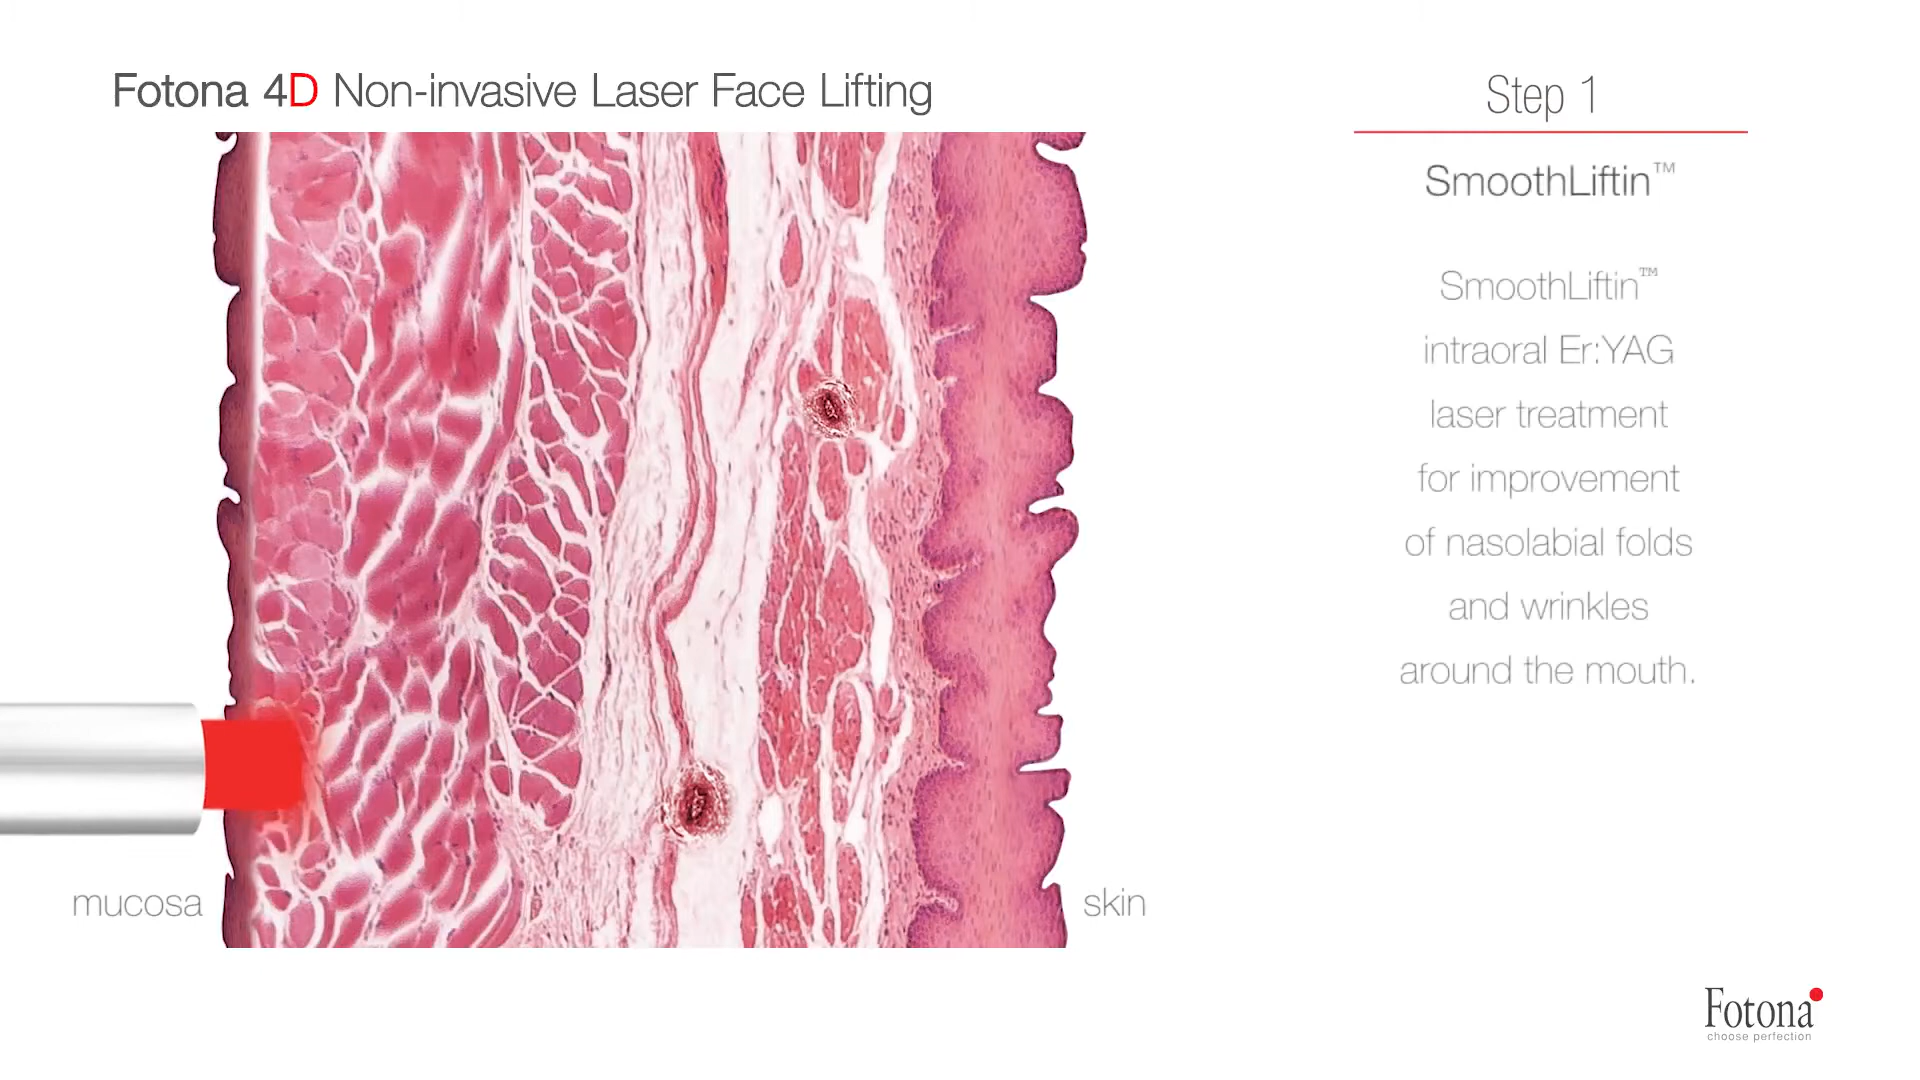 Fotona 4D Non-invasive Laser Face Lifting
Step 1
SmoothLiftin™
SmoothLiftin™
intraoral Er:YAG
laser treatment
for improvement
of nasolabial folds
and wrinkles
around the mouth.
mucosa
skin
Fotona
choose perfection